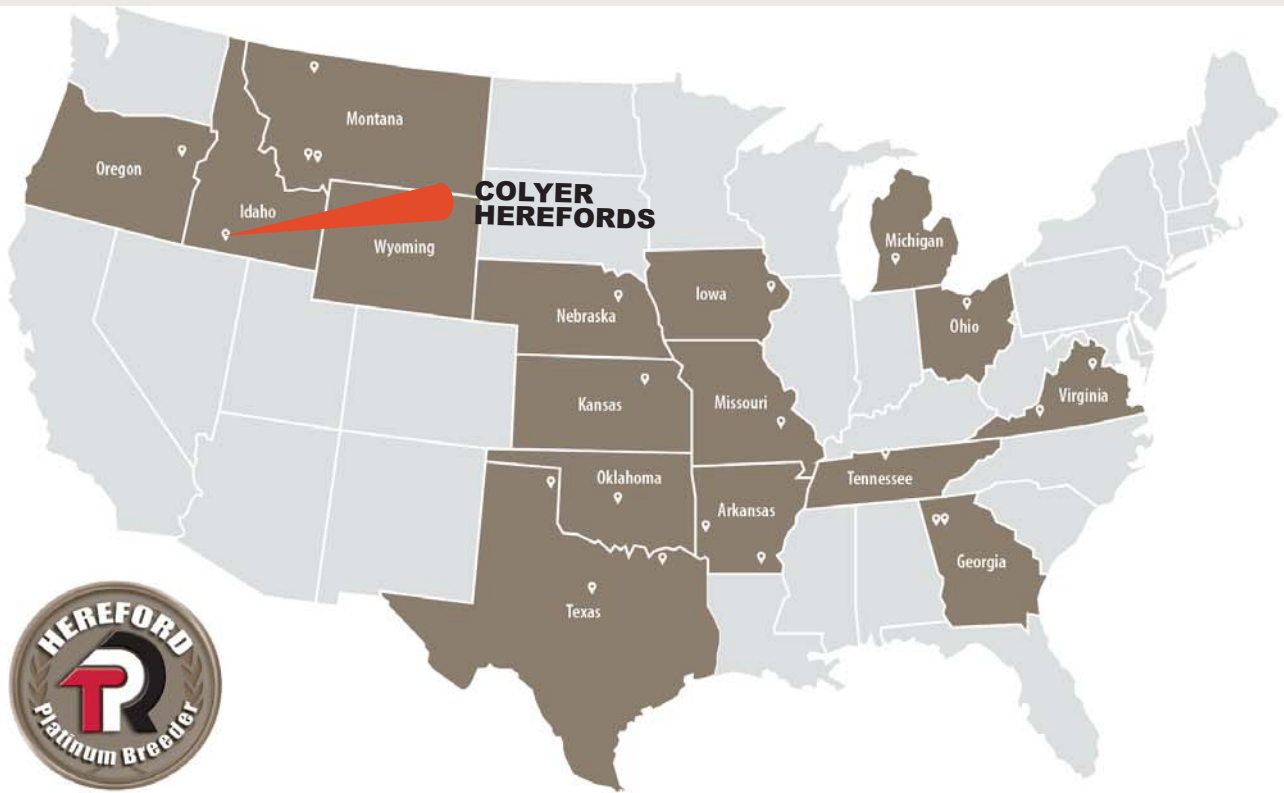 Montana
Oregon
Idaho
COLYER
HEREFORDS
Wyoming
Michigan
Iowa
Nebraska
Ohio
Kansas
Missouri
Virginia
Oklahoma
Tennessee
Arkansas
Georgia
Texas
HEREFORD
TPR
Platinum Breeder